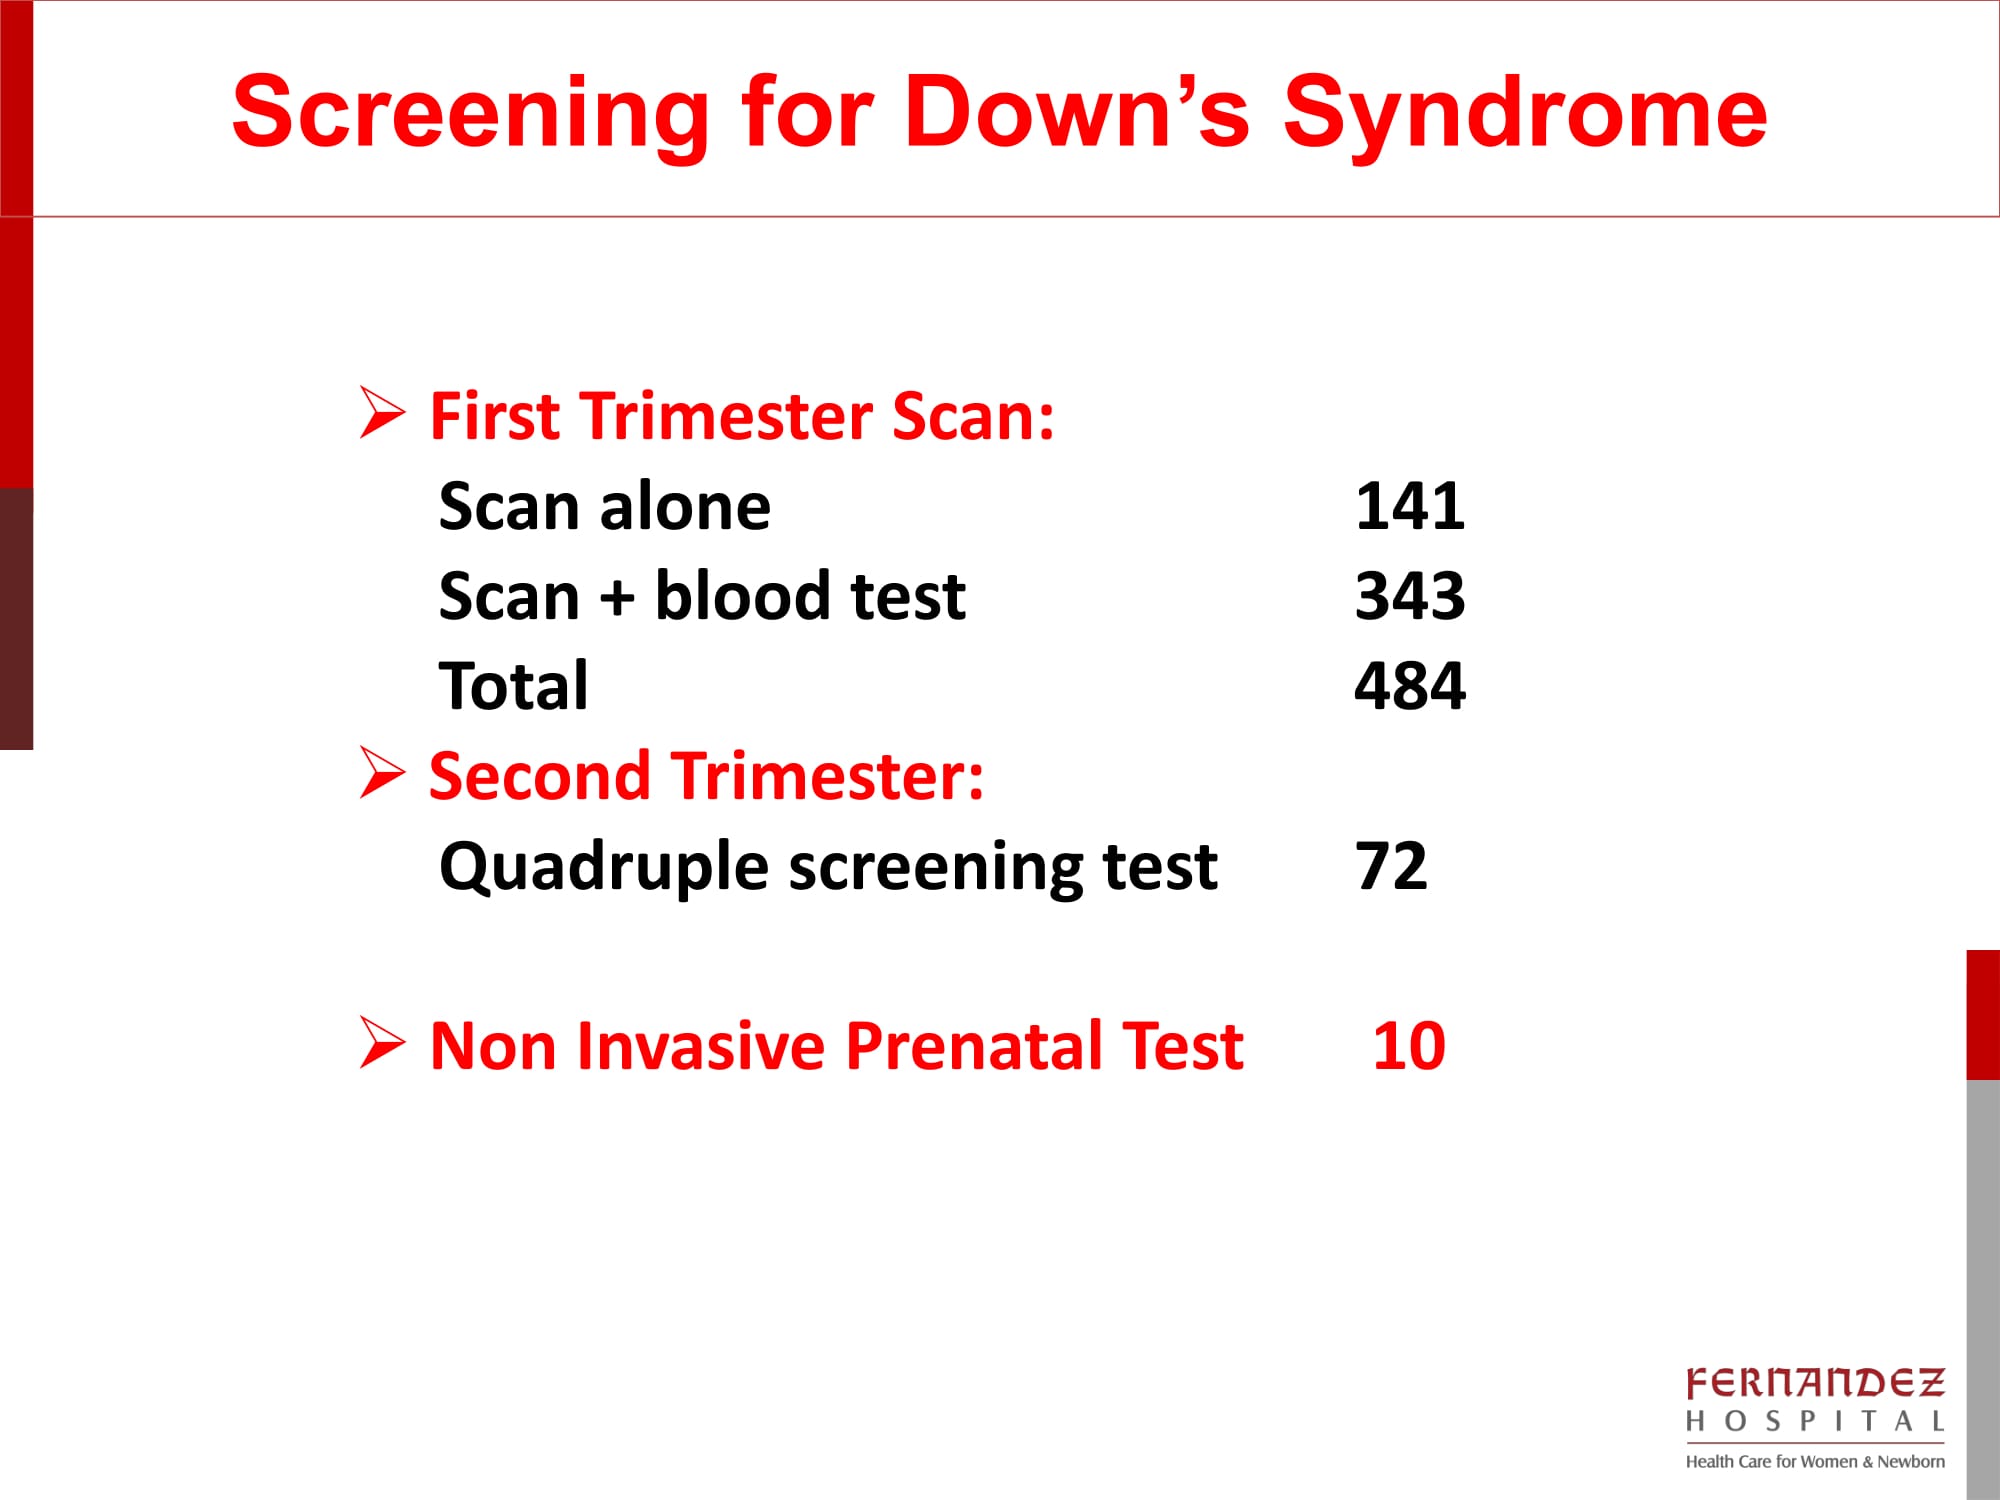 Screening for Down’s Syndrome
First Trimester Scan:
Scan alone 141
Scan + blood test 343
Total 484
Second Trimester:
Quadruple screening test 72
Non Invasive Prenatal Test 10
FERNANDEZ
HOSPITAL
Health Care for Women & Newborn